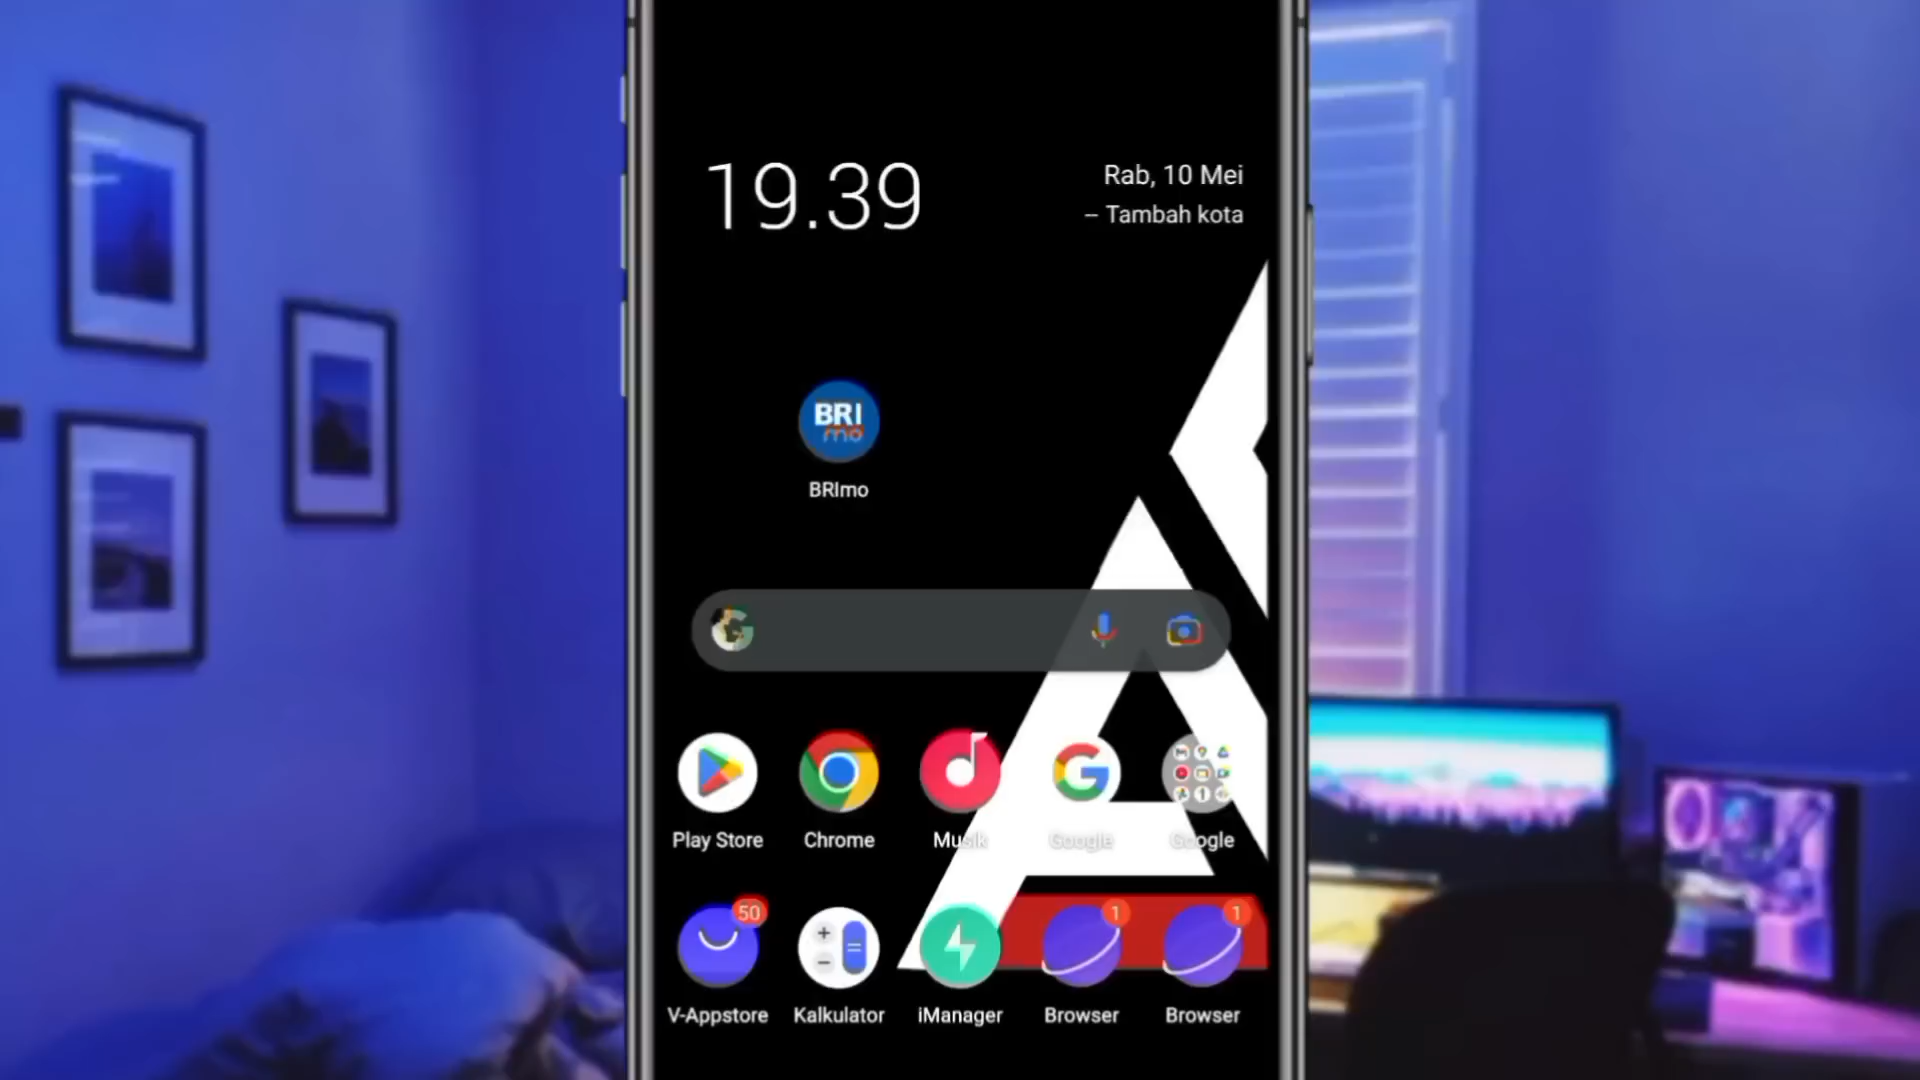 19.39
Rab, 10 Mei
– Tambah kota
BRI
mo
BRImo
Play Store
Chrome
Musik
Google
Google
50
1
1
V-Appstore
Kalkulator
iManager
Browser
Browser